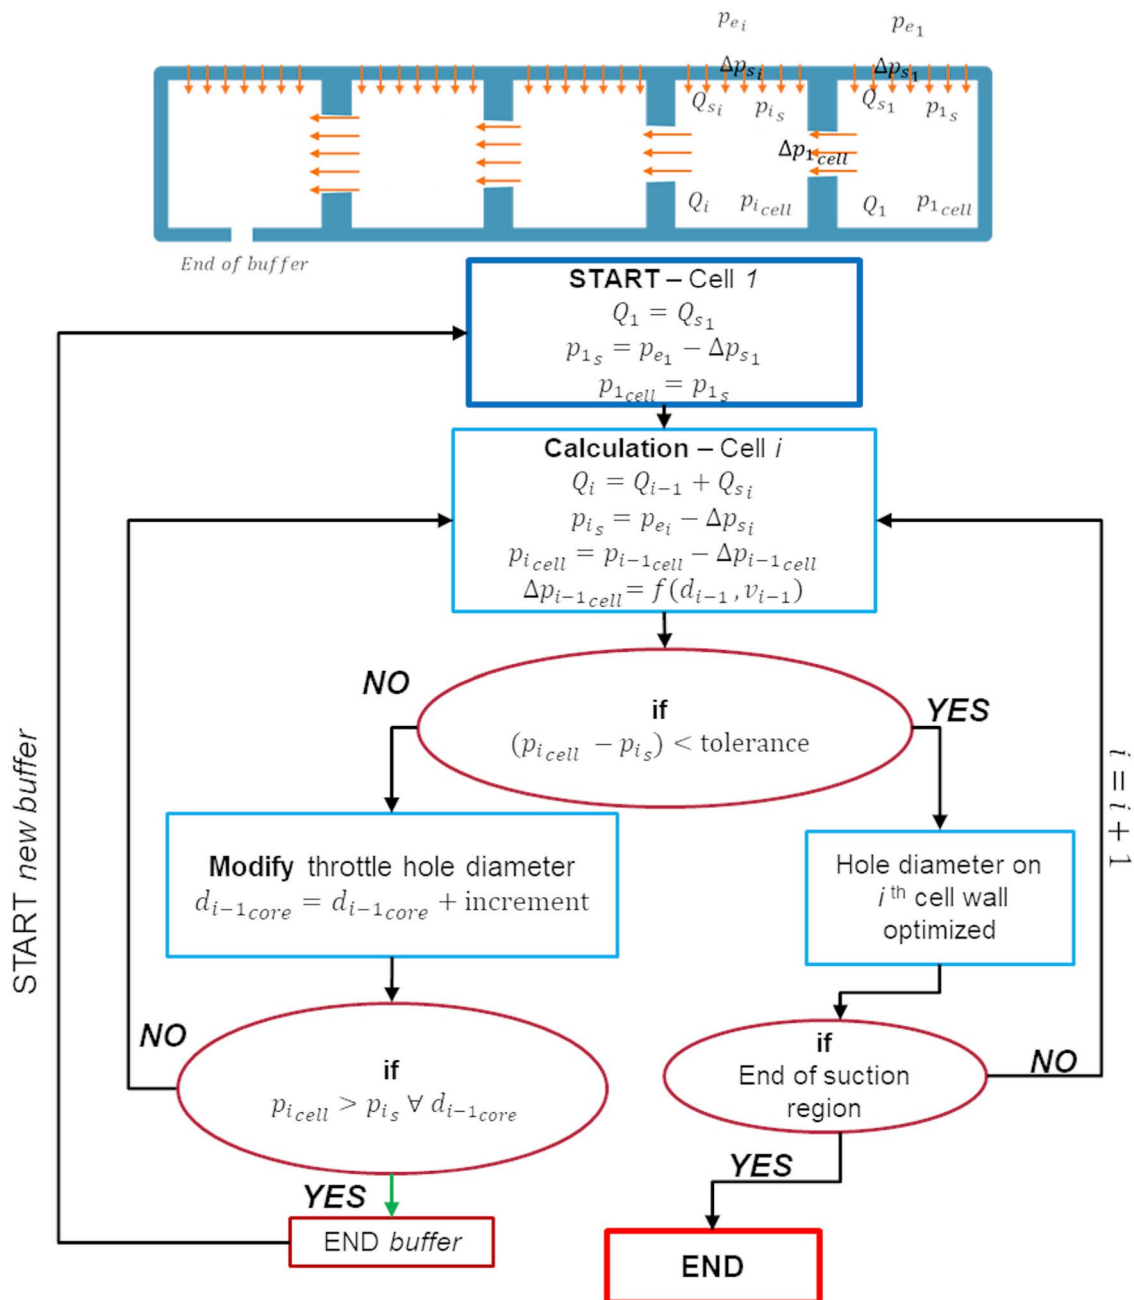 p_{e_i}
p_{e_1}
Δp_{s_i}
Δp_{s_1}
Q_{s_i}
p_{i_s}
Q_{s_1}
p_{1_s}
Δp_{1_{cell}}
Q_i
p_{i_{cell}}
Q_1
p_{1_{cell}}
End of buffer
START – Cell 1
Q_1 = Q_{s_1}
p_{1_s} = p_{e_1} − Δp_{s_1}
p_{1_{cell}} = p_{1_s}
Calculation – Cell i
Q_i = Q_{i−1} + Q_{s_i}
p_{i_s} = p_{e_i} − Δp_{s_i}
p_{i_{cell}} = p_{i−1_{cell}} − Δp_{i−1_{cell}}
Δp_{i−1_{cell}} = f(d_{i−1}, v_{i−1})
NO
if
(p_{i_{cell}} − p_{i_s}) < tolerance
YES
START new buffer
i = i + 1
Modify throttle hole diameter
d_{i−1_{core}} = d_{i−1_{core}} + increment
Hole diameter on
i^{th} cell wall
optimized
NO
if
p_{i_{cell}} > p_{i_s} ∀ d_{i−1_{core}}
if
End of suction
region
NO
YES
YES
END buffer
END